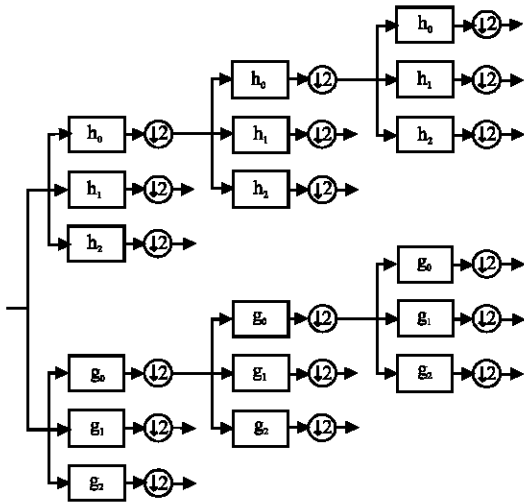 h₀ ↓2
h₀ ↓2 h₁ ↓2
h₀ ↓2 h₁ ↓2 h₂ ↓2
h₁ ↓2 h₂ ↓2
h₂ ↓2
g₀ ↓2
g₀ ↓2 g₁ ↓2
g₀ ↓2 g₁ ↓2 g₂ ↓2
g₁ ↓2 g₂ ↓2
g₂ ↓2